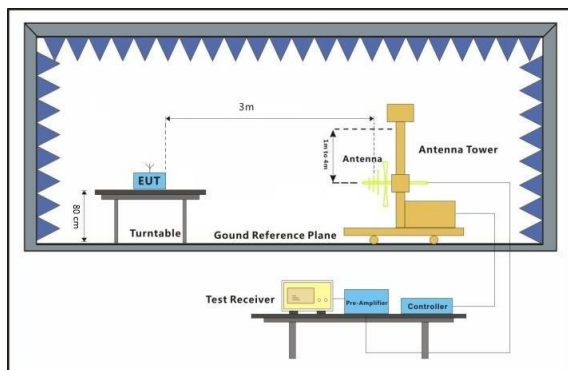 3m
1m to 4m
Antenna
Antenna Tower
EUT
80 cm
Turntable
Gound Reference Plane
Test Receiver
Pre-Amplifier
Controller